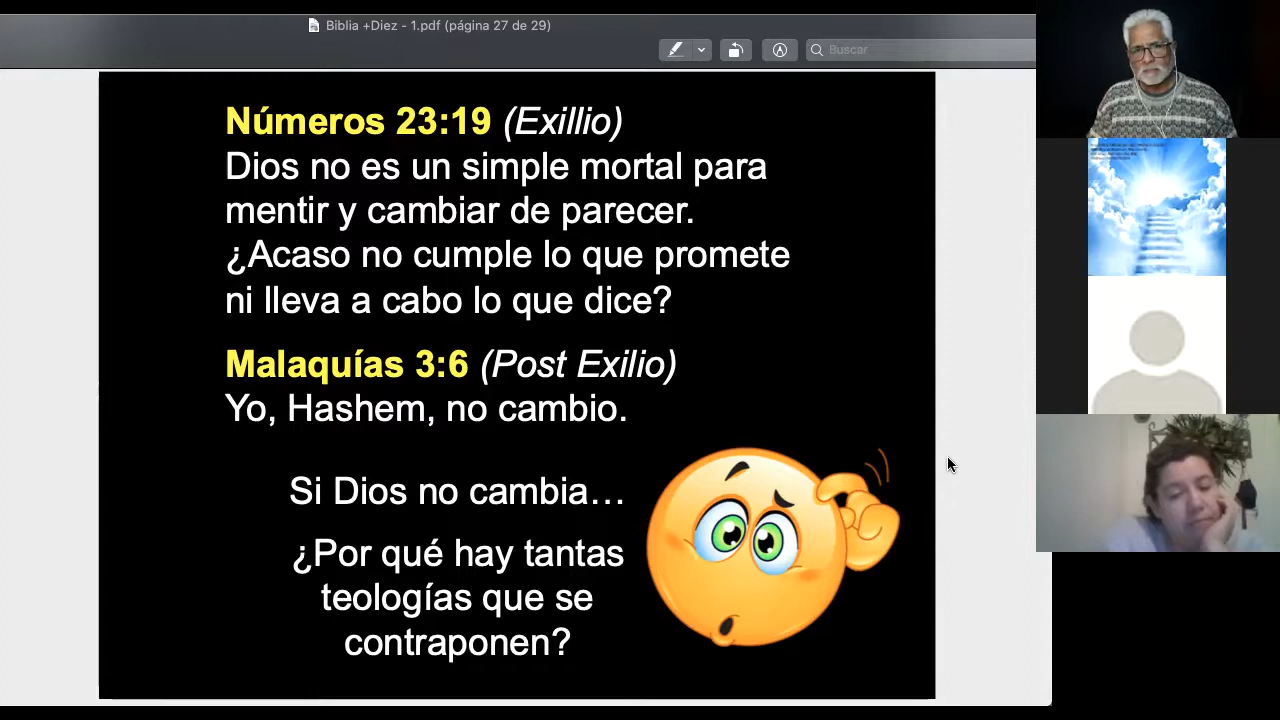 Biblia +Diez - 1.pdf (página 27 de 29)
Buscar
Números 23:19 (Exillio)
Dios no es un simple mortal para
mentir y cambiar de parecer.
¿Acaso no cumple lo que promete
ni lleva a cabo lo que dice?
Malaquías 3:6 (Post Exilio)
Yo, Hashem, no cambio.
Si Dios no cambia…
¿Por qué hay tantas
teologías que se
contraponen?